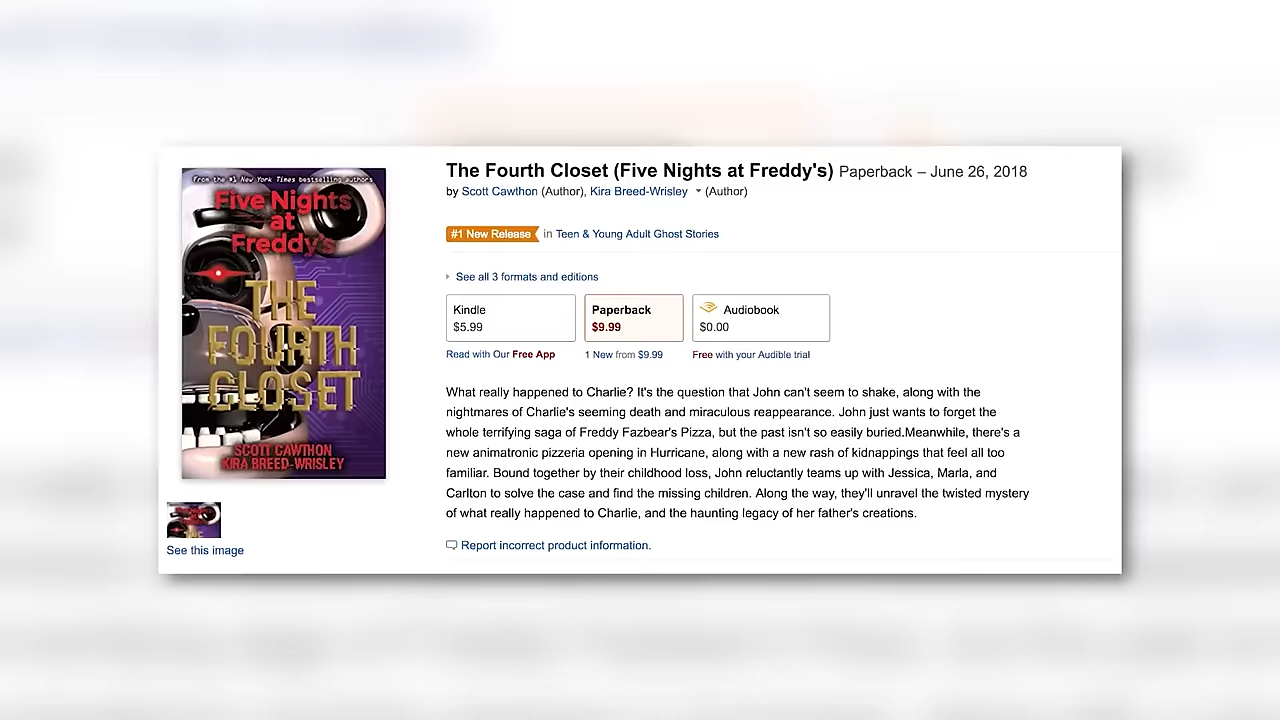 From the #1 New York Times bestselling authors
Five Nights
at
Freddy's
THE
FOURTH
CLOSET
SCOTT CAWTHON
KIRA BREED-WRISLEY
See this image
The Fourth Closet (Five Nights at Freddy's) Paperback – June 26, 2018
by Scott Cawthon (Author), Kira Breed-Wrisley (Author)
#1 New Release in Teen & Young Adult Ghost Stories
See all 3 formats and editions
Kindle
$5.99
Read with Our Free App
Paperback
$9.99
1 New from $9.99
Audiobook
$0.00
Free with your Audible trial
What really happened to Charlie? It's the question that John can't seem to shake, along with the
nightmares of Charlie's seeming death and miraculous reappearance. John just wants to forget the
whole terrifying saga of Freddy Fazbear's Pizza, but the past isn't so easily buried.Meanwhile, there's a
new animatronic pizzeria opening in Hurricane, along with a new rash of kidnappings that feel all too
familiar. Bound together by their childhood loss, John reluctantly teams up with Jessica, Marla, and
Carlton to solve the case and find the missing children. Along the way, they'll unravel the twisted mystery
of what really happened to Charlie, and the haunting legacy of her father's creations.
Report incorrect product information.